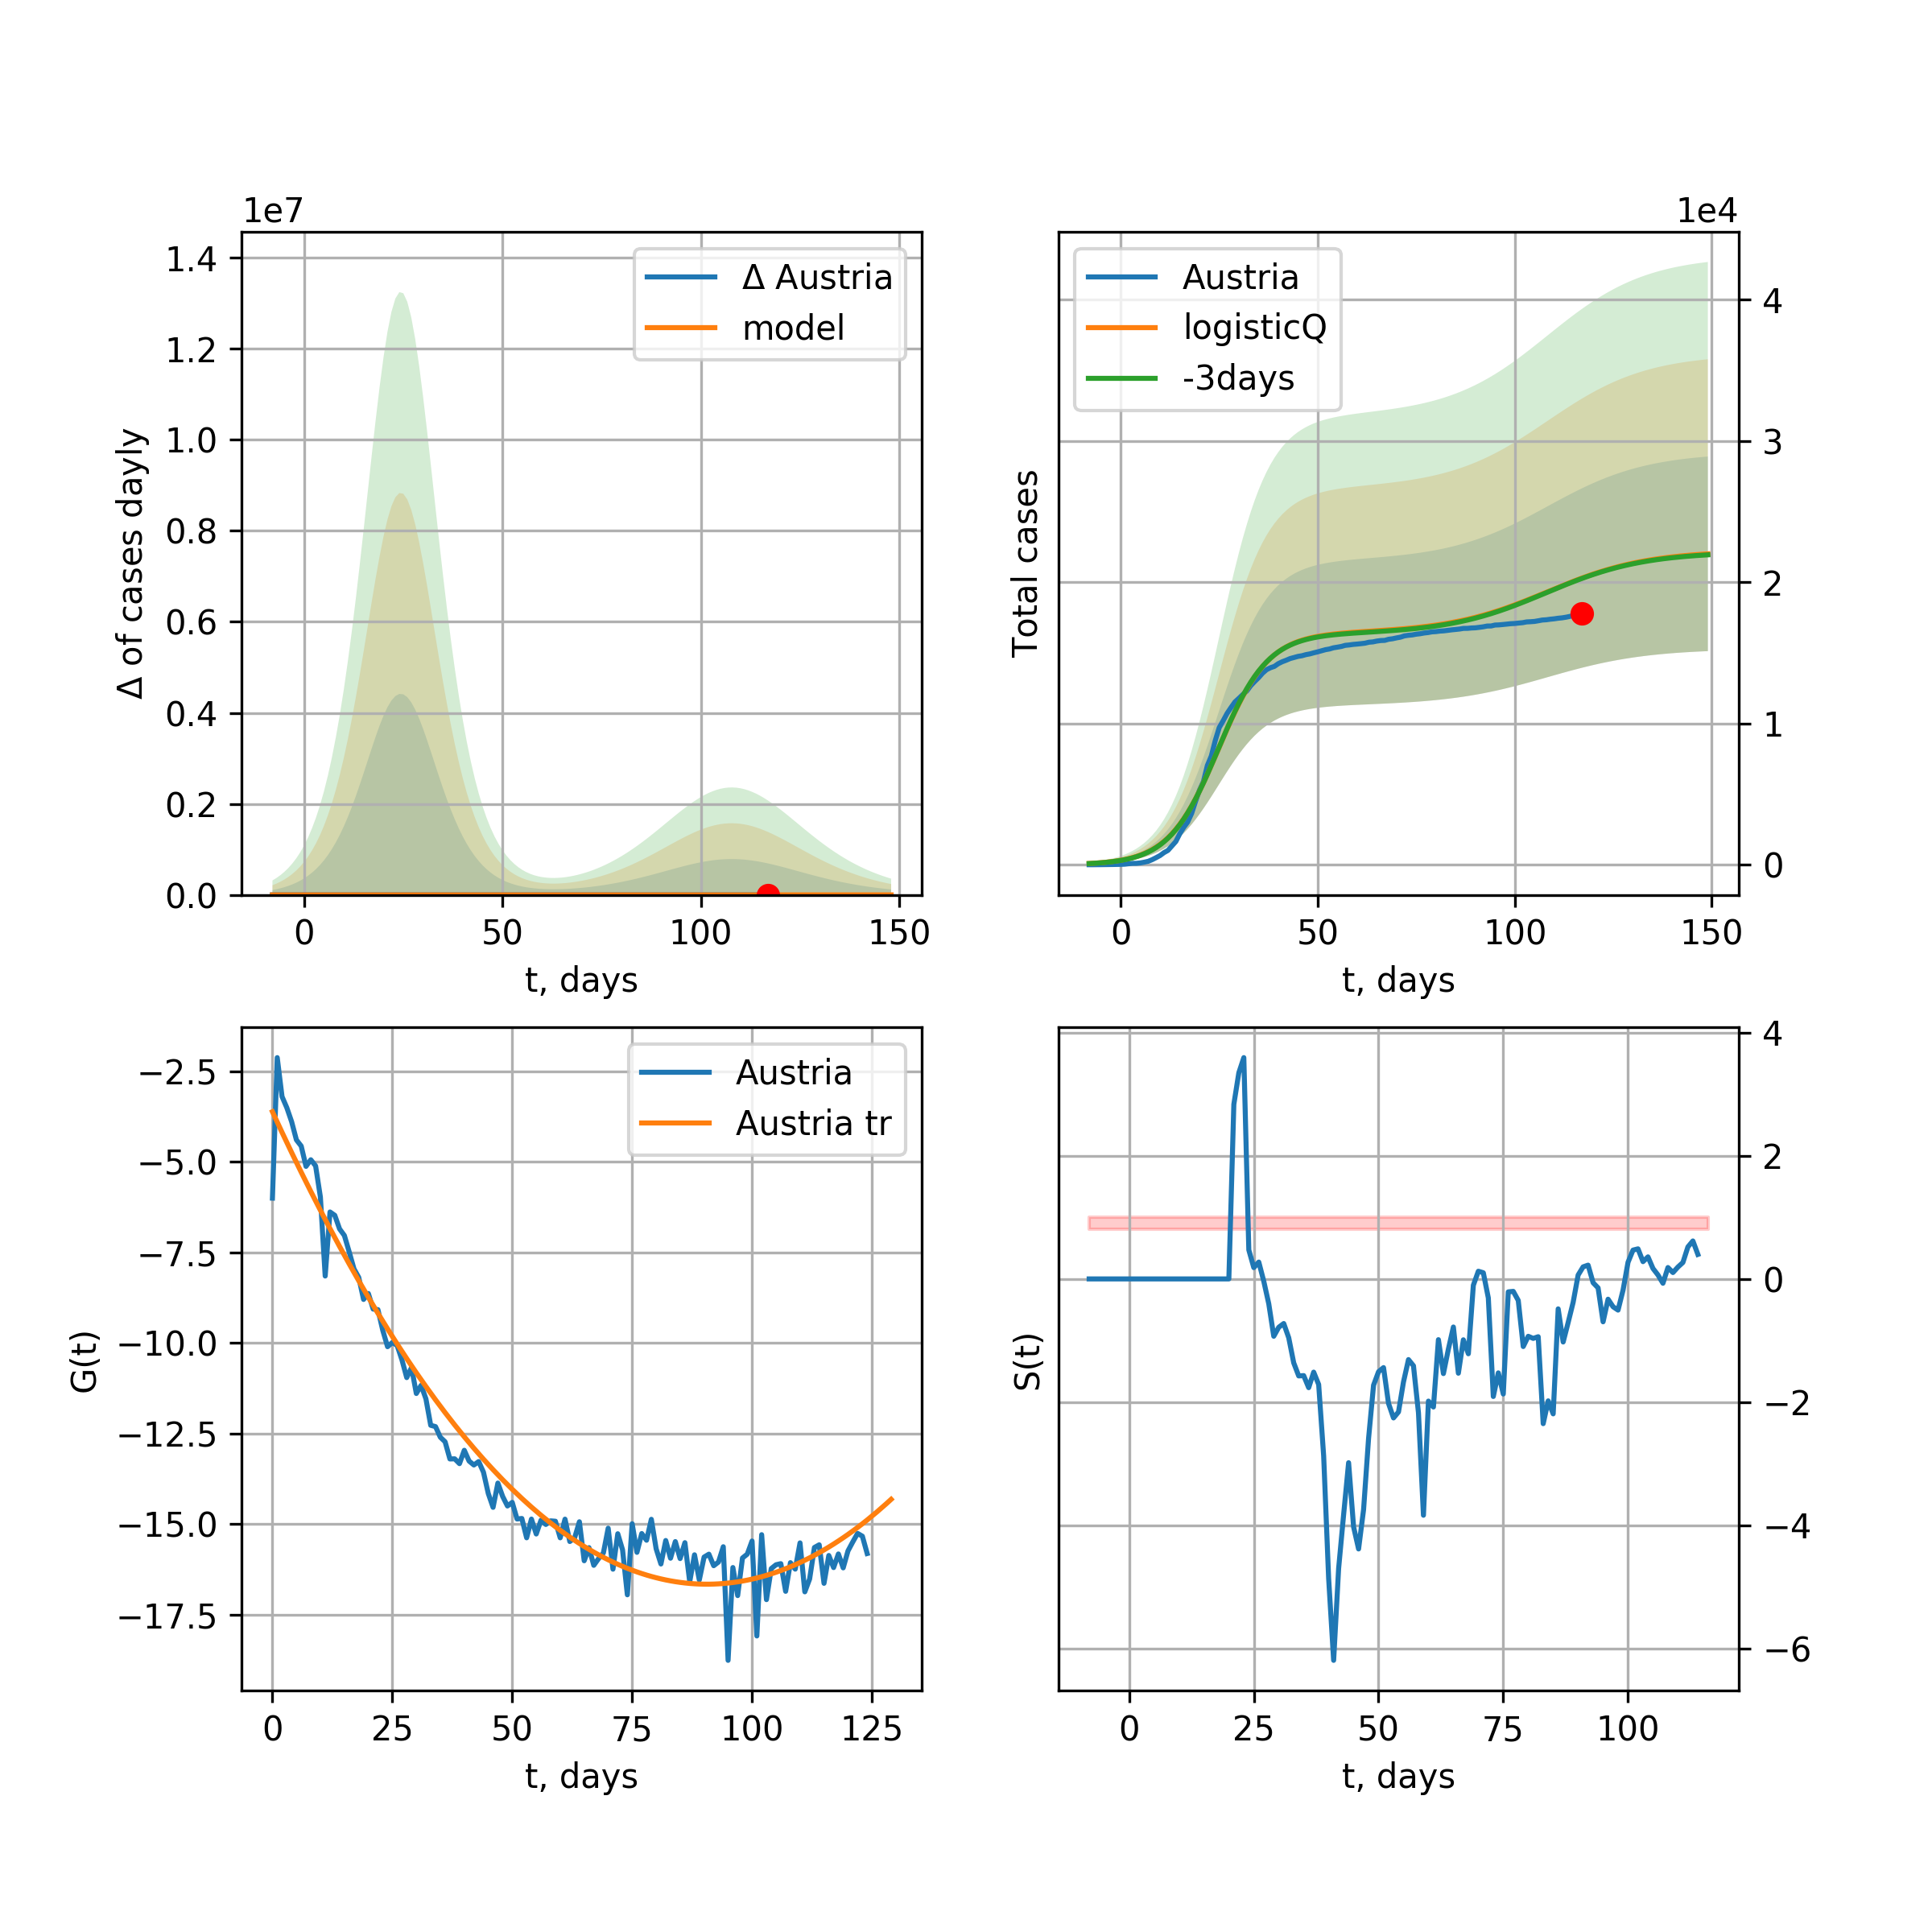 1e7
1.4
1.2
1.0
0.8
0.6
0.4
0.2
0.0
Δ of cases dayly
0 50 100 150
t, days
Δ Austria
model
1e4
Total cases
4
3
2
1
0
0 50 100 150
t, days
Austria
logisticQ
-3days
G(t)
−2.5
−5.0
−7.5
−10.0
−12.5
−15.0
−17.5
0 25 50 75 100 125
t, days
Austria
Austria tr
S(t)
4
2
0
−2
−4
−6
0 25 50 75 100
t, days